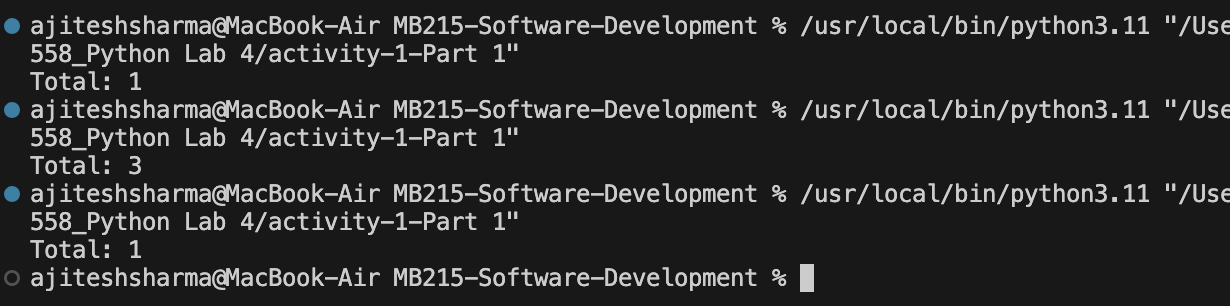 ajiteshsharma@MacBook-Air MB215-Software-Development % /usr/local/bin/python3.11 "/Use
558_Python Lab 4/activity-1-Part 1"
Total: 1
ajiteshsharma@MacBook-Air MB215-Software-Development % /usr/local/bin/python3.11 "/Use
558_Python Lab 4/activity-1-Part 1"
Total: 3
ajiteshsharma@MacBook-Air MB215-Software-Development % /usr/local/bin/python3.11 "/Use
558_Python Lab 4/activity-1-Part 1"
Total: 1
ajiteshsharma@MacBook-Air MB215-Software-Development %